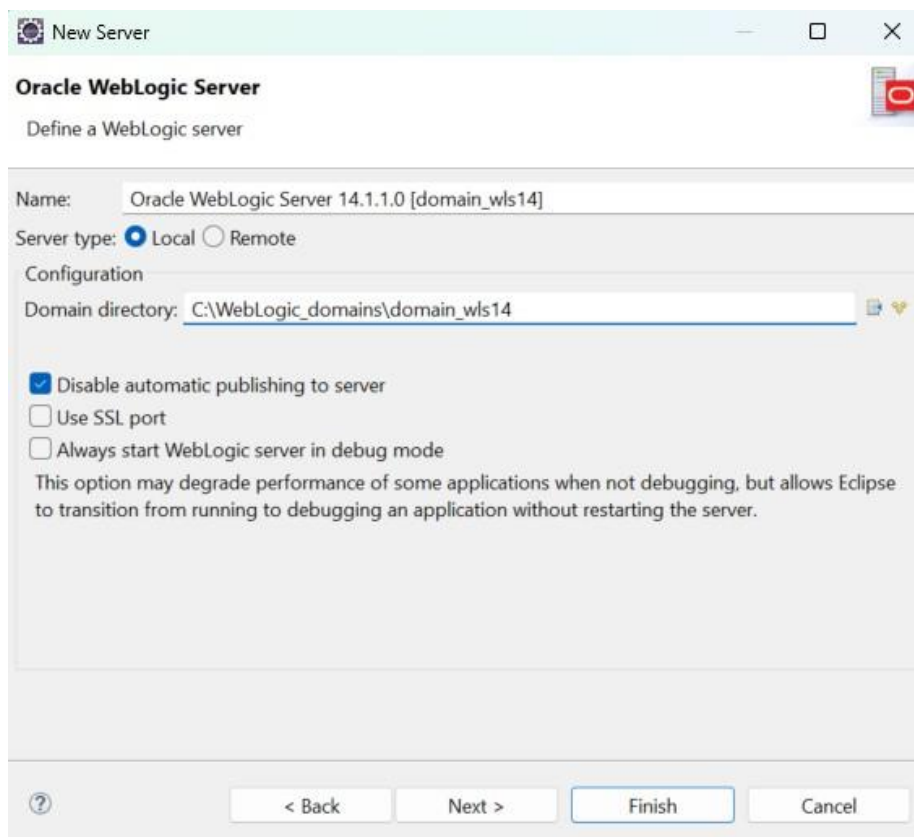 New Server
Oracle WebLogic Server
Define a WebLogic server
Name: Oracle WebLogic Server 14.1.1.0 [domain_wls14]
Server type: Local Remote
Configuration
Domain directory: C:\WebLogic_domains\domain_wls14
Disable automatic publishing to server
Use SSL port
Always start WebLogic server in debug mode
This option may degrade performance of some applications when not debugging, but allows Eclipse
to transition from running to debugging an application without restarting the server.
? < Back Next > Finish Cancel